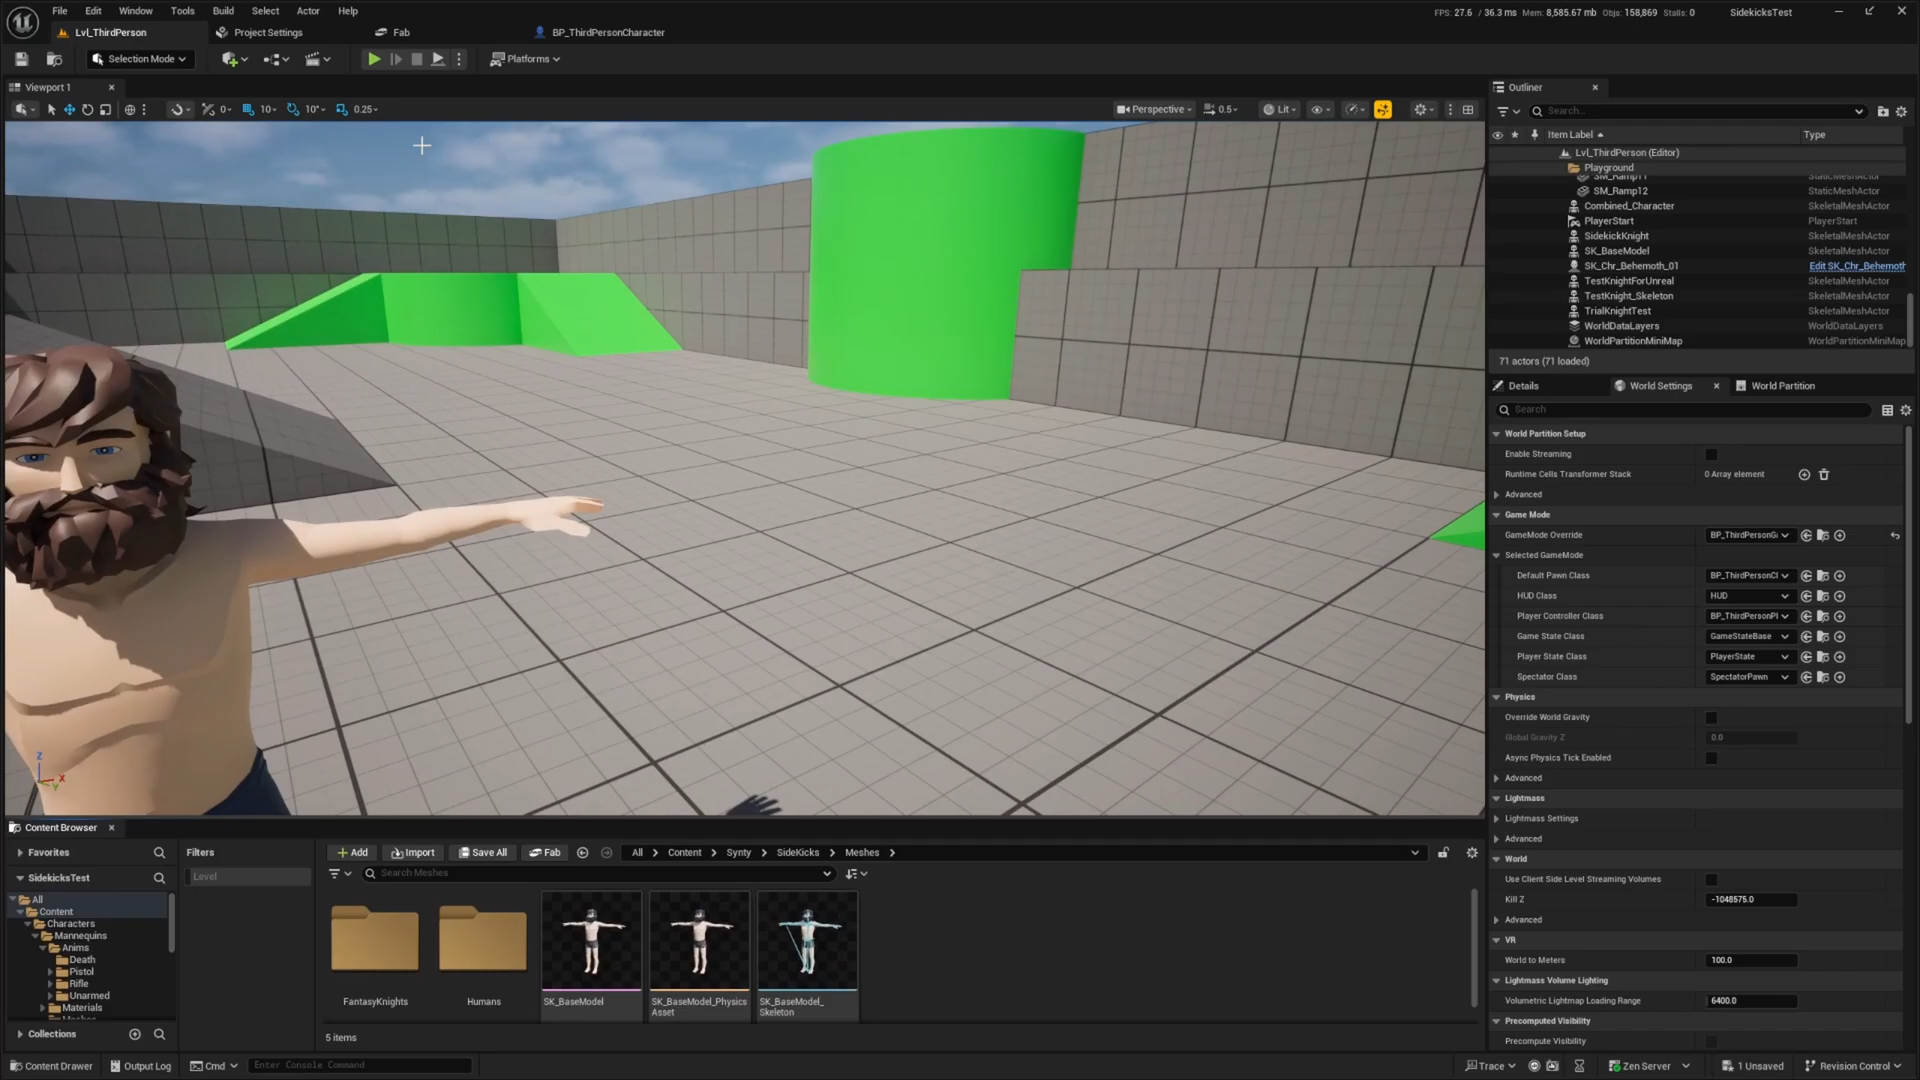 File Edit Window Tools Build Select Actor Help
FPS: 27.6 / 36.3 ms Mem: 8,585.67 mb Objs: 158,869 Stalls: 0 SidekicksTest
Lvl_ThirdPerson Project Settings Fab BP_ThirdPersonCharacter
Selection Mode Platforms
Viewport 1
0 10 10° 0.25 Perspective 0.5 Lit
Outliner
Search...
Item Label Type
Lvl_ThirdPerson (Editor)
Playground
SM_Ramp11 StaticMeshActor
SM_Ramp12 StaticMeshActor
Combined_Character SkeletalMeshActor
PlayerStart PlayerStart
SidekickKnight SkeletalMeshActor
SK_BaseModel SkeletalMeshActor
SK_Chr_Behemoth_01 Edit SK_Chr_Behemoth
TestKnightForUnreal SkeletalMeshActor
TestKnight_Skeleton SkeletalMeshActor
TrialKnightTest SkeletalMeshActor
WorldDataLayers WorldDataLayers
WorldPartitionMiniMap WorldPartitionMiniMap
71 actors (71 loaded)
Details World Settings World Partition
Search
World Partition Setup
Enable Streaming
Runtime Cells Transformer Stack 0 Array element
Advanced
Game Mode
GameMode Override BP_ThirdPersonG
Selected GameMode
Default Pawn Class BP_ThirdPersonCl
HUD Class HUD
Player Controller Class BP_ThirdPersonPl
Game State Class GameStateBase
Player State Class PlayerState
Spectator Class SpectatorPawn
Physics
Override World Gravity
Global Gravity Z 0.0
Async Physics Tick Enabled
Advanced
Lightmass
Lightmass Settings
Advanced
World
Use Client Side Level Streaming Volumes
Kill Z -1048575.0
Advanced
VR
World to Meters 100.0
Lightmass Volume Lighting
Volumetric Lightmap Loading Range 6400.0
Precomputed Visibility
Precompute Visibility
Z
X
Y
Content Browser
Favorites
SidekicksTest
All
Content
Characters
Mannequins
Anims
Death
Pistol
Rifle
Unarmed
Materials
Collections
Filters
Level
Add Import Save All Fab All Content Synty SideKicks Meshes
Search Meshes
FantasyKnights
Humans
SK_BaseModel
SK_BaseModel_Physics
Asset
SK_BaseModel_
Skeleton
5 items
Content Drawer Output Log Cmd Enter Console Command Trace Zen Server 1 Unsaved Revision Control